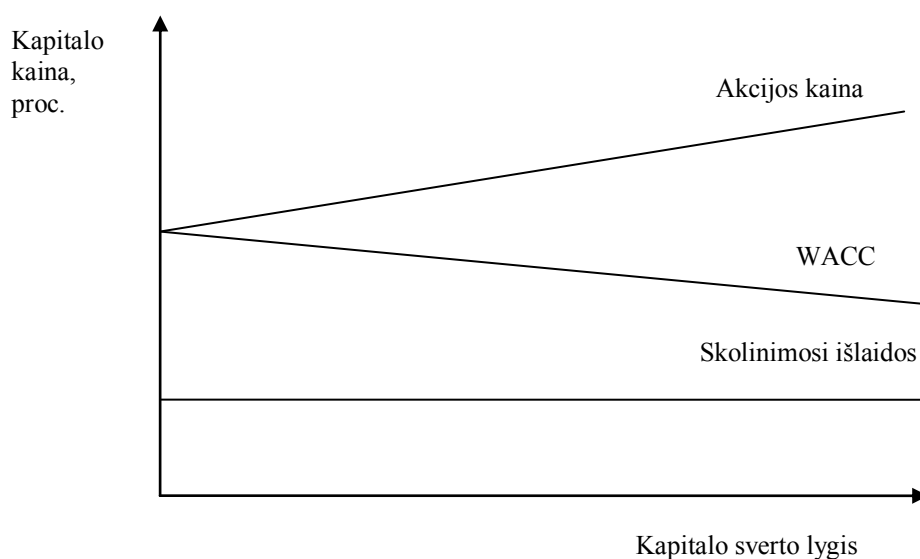 Kapitalo
kaina,
proc.
Akcijos kaina
WACC
Skolinimosi išlaidos
Kapitalo sverto lygis